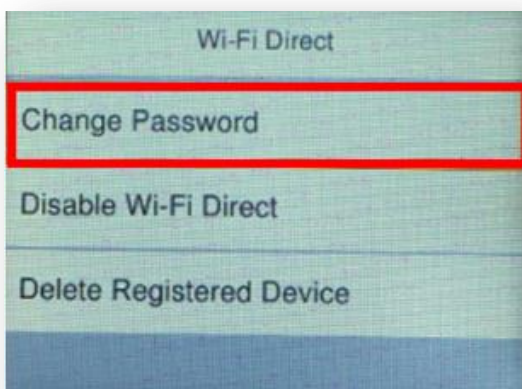 Wi-Fi Direct
Change Password
Disable Wi-Fi Direct
Delete Registered Device